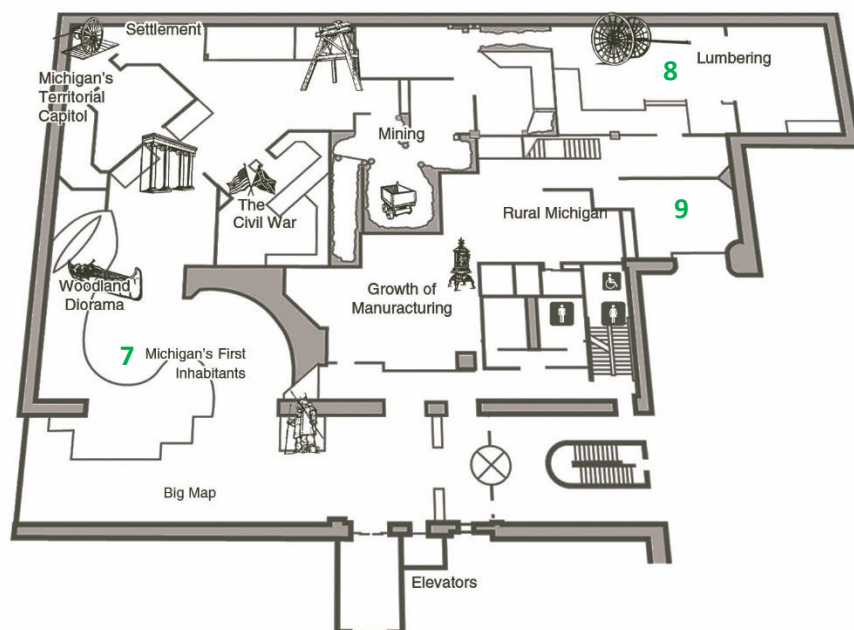 Settlement
8
Lumbering
Michigan's
Territorial
Capitol
Mining
The
Civil War
Rural Michigan
9
Woodland
Diorama
Growth of
Manuracturing
7
Michigan's First
Inhabitants
Big Map
Elevators